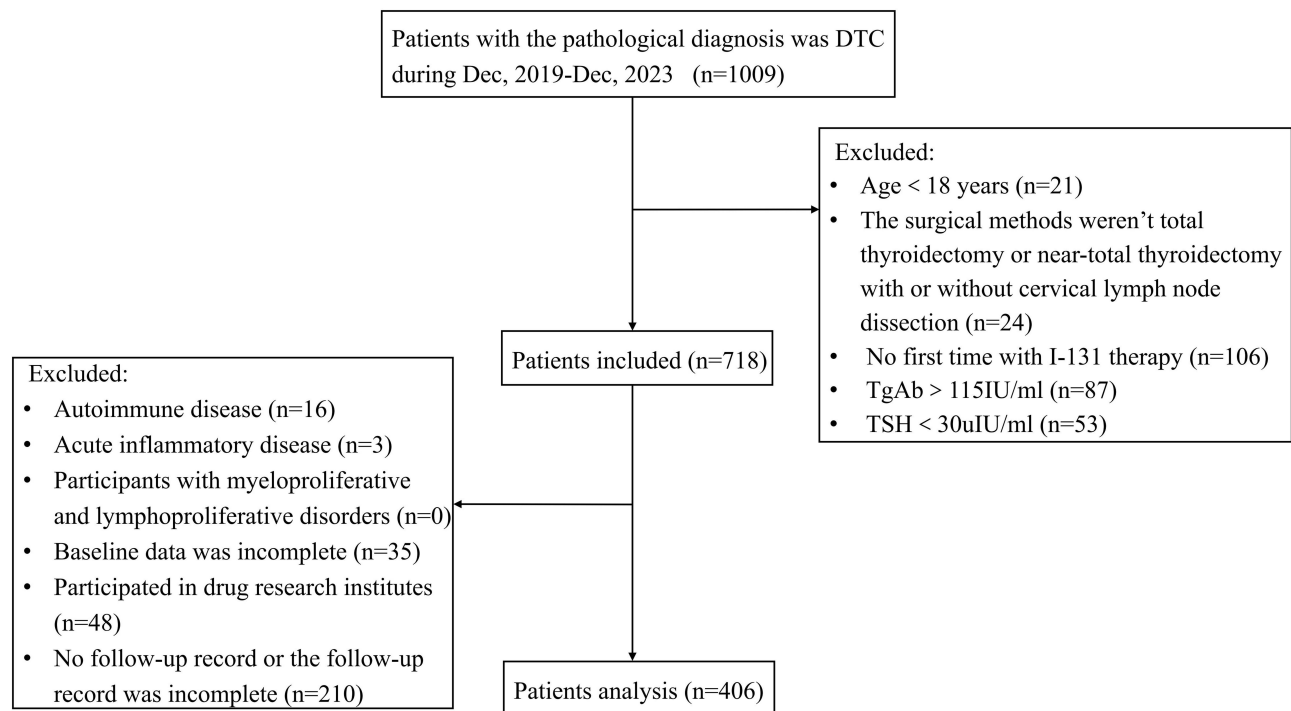 Patients with the pathological diagnosis was DTC
during Dec, 2019-Dec, 2023 (n=1009)
Excluded:
• Age < 18 years (n=21)
• The surgical methods weren’t total
thyroidectomy or near-total thyroidectomy
with or without cervical lymph node
dissection (n=24)
• No first time with I-131 therapy (n=106)
• TgAb > 115IU/ml (n=87)
• TSH < 30uIU/ml (n=53)
Patients included (n=718)
Excluded:
• Autoimmune disease (n=16)
• Acute inflammatory disease (n=3)
• Participants with myeloproliferative
and lymphoproliferative disorders (n=0)
• Baseline data was incomplete (n=35)
• Participated in drug research institutes
(n=48)
• No follow-up record or the follow-up
record was incomplete (n=210)
Patients analysis (n=406)